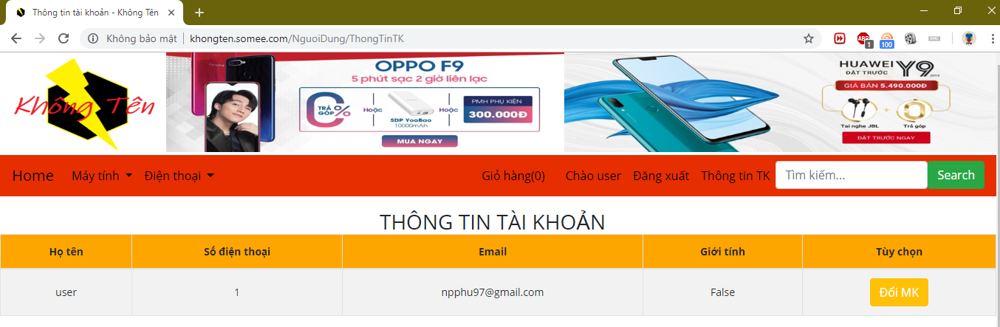 Thông tin tài khoản - Không Tên
Không bảo mật | khongten.somee.com/NguoiDung/ThongTinTK
ABP 1 100
Không Tên
OPPO F9
5 phút sạc 2 giờ liên lạc
TRẢ GÓP % Hoặc SDP YooBao 10000mAh Hoặc PMH PHỤ KIỆN 300.000Đ
MUA NGAY
HUAWEI Y9 2019
ĐẶT TRƯỚC
GIÁ BÁN 5.490.000Đ
Tai nghe JBL + Trả góp
ĐẶT TRƯỚC NGAY
Home Máy tính Điện thoại Giỏ hàng(0) Chào user Đăng xuất Thông tin TK Tìm kiếm... Search
THÔNG TIN TÀI KHOẢN
Họ tên Số điện thoại Email Giới tính Tùy chọn
user 1 npphu97@gmail.com False Đổi MK